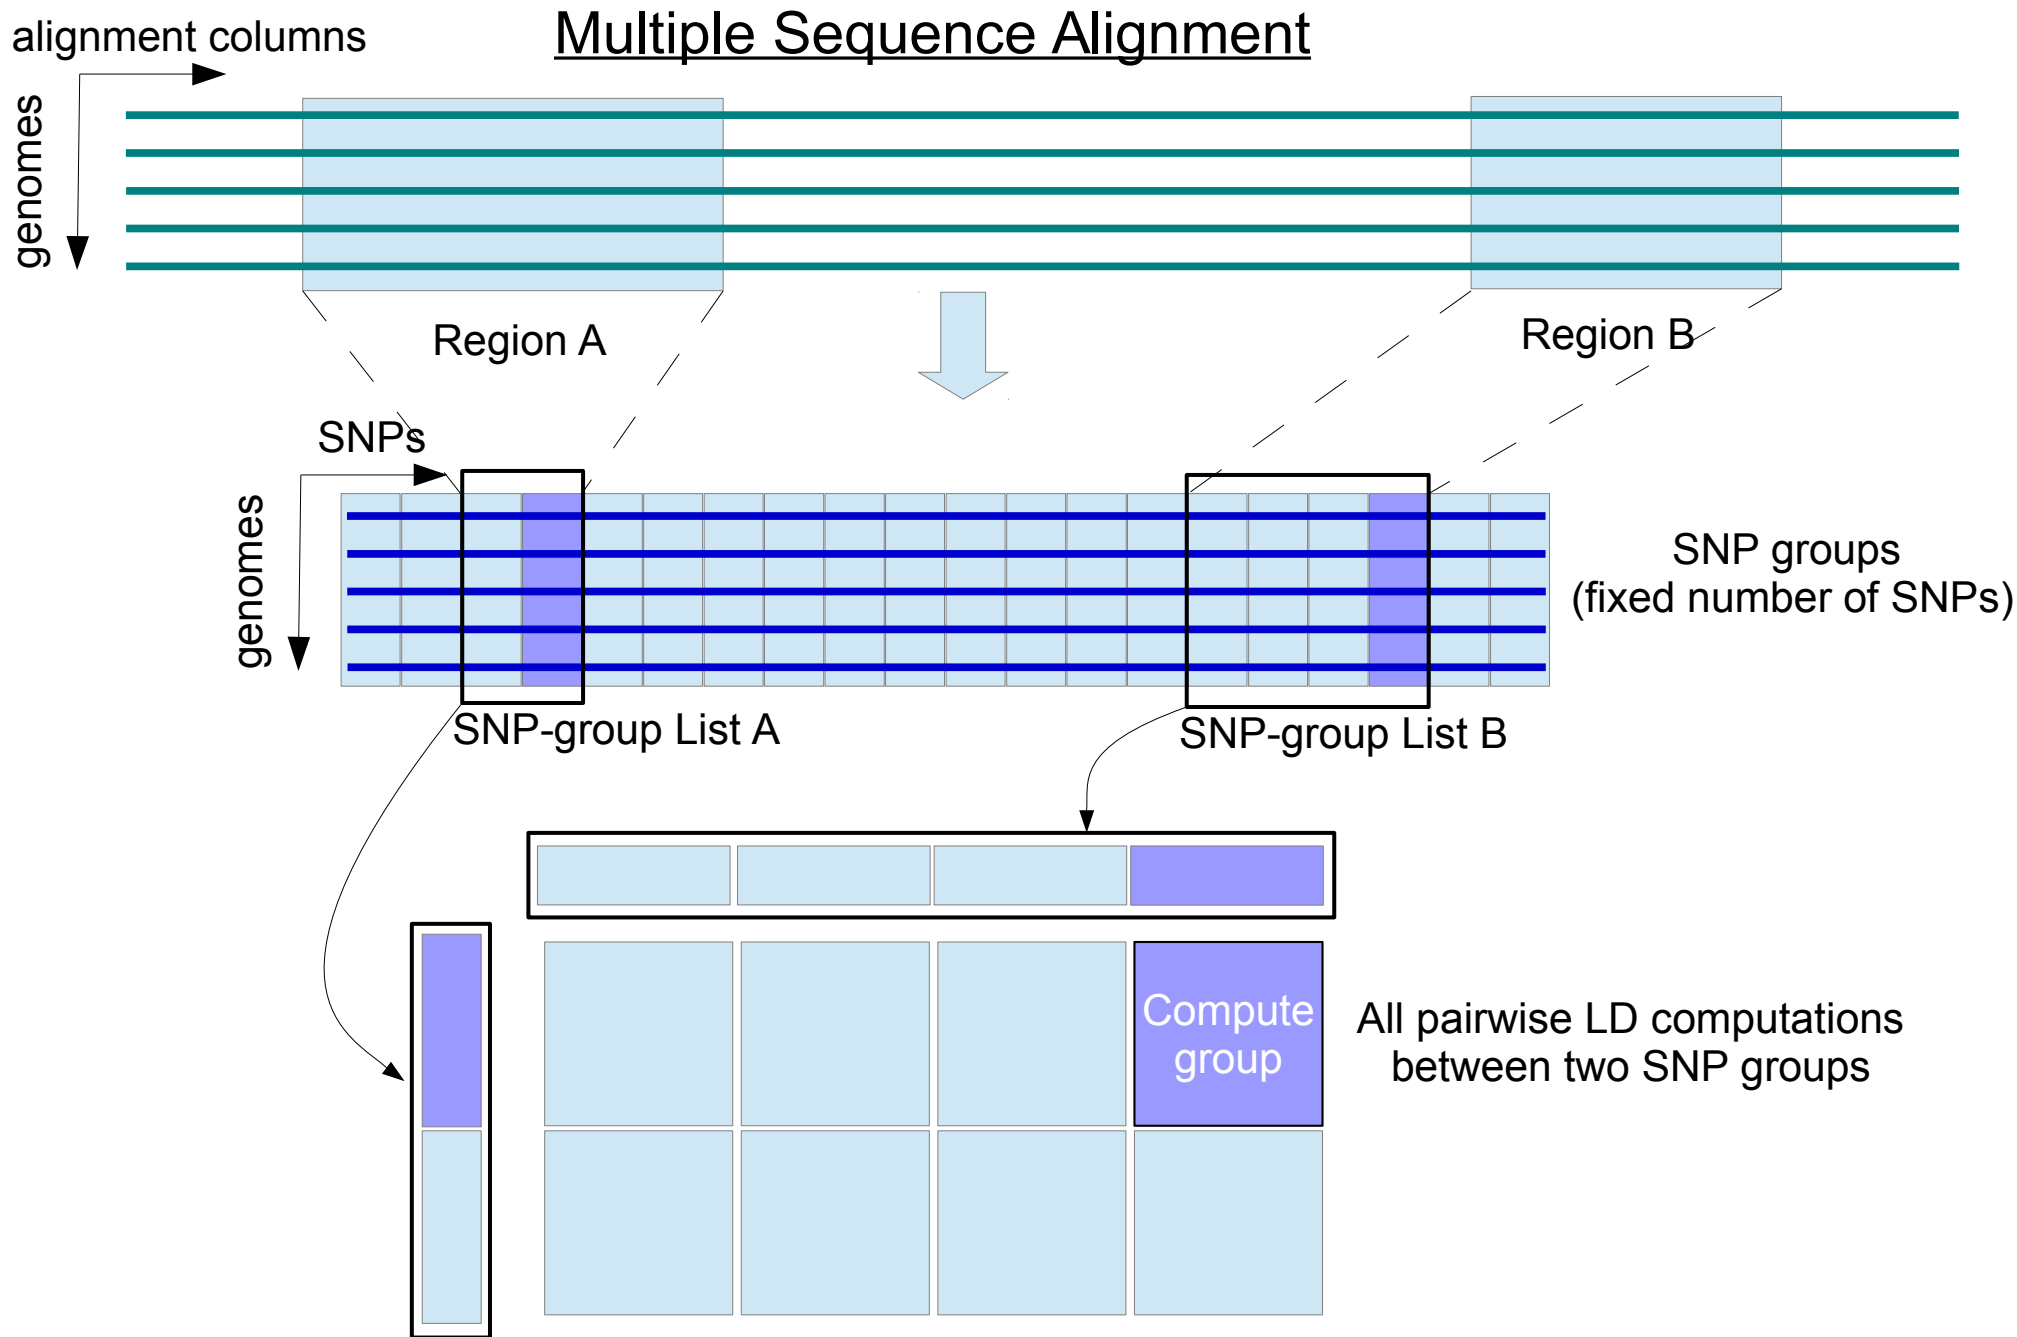 Multiple Sequence Alignment
alignment columns
genomes
Region A
Region B
SNPs
genomes
SNP groups
(fixed number of SNPs)
SNP-group List A
SNP-group List B
Compute
group
All pairwise LD computations
between two SNP groups